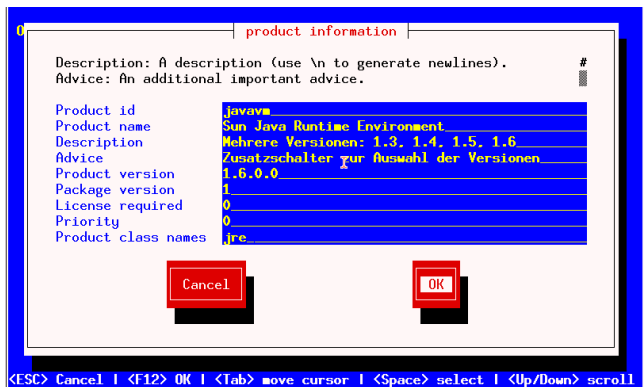 O
product information
Description: A description (use \n to generate newlines). #
Advice: An additional important advice.
Product id javavm
Product name Sun Java Runtime Environment
Description Mehrere Versionen: 1.3, 1.4, 1.5, 1.6
Advice Zusatzschalter zur Auswahl der Versionen
Product version 1.6.0.0
Package version 1
License required 0
Priority 0
Product class names jre
Cancel OK
<ESC> Cancel | <F12> OK | <Tab> move cursor | <Space> select | <Up/Down> scroll